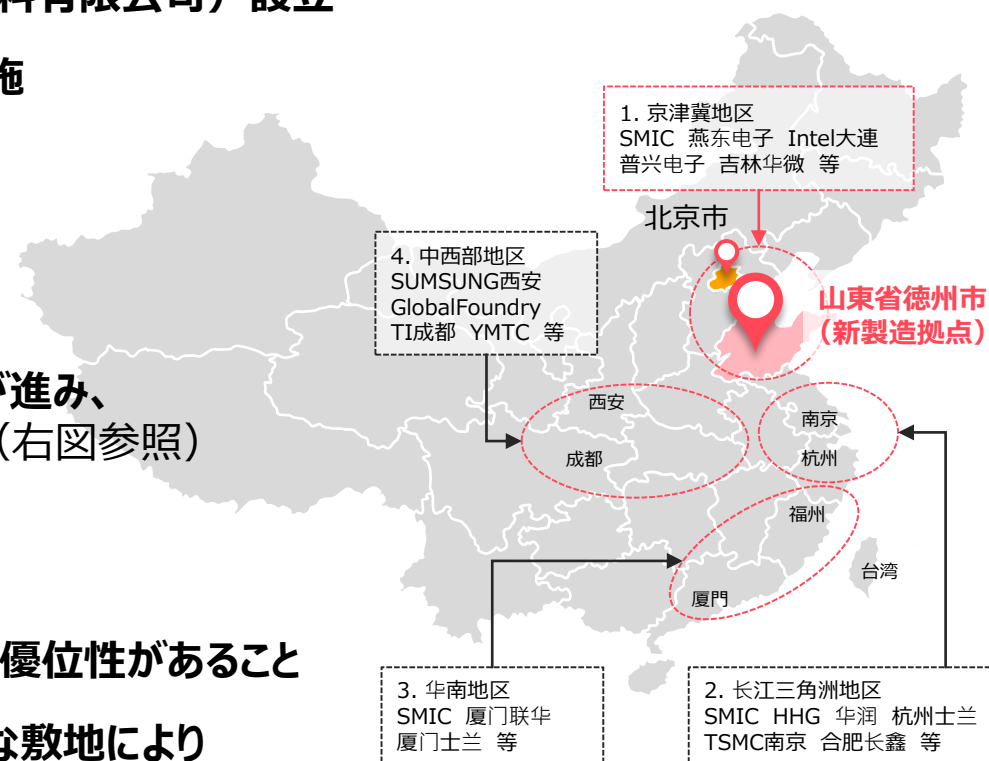 料有限公司）設立
施
が進み、
（右図参照）
優位性があること
な敷地により
1. 京津冀地区
SMIC 燕东电子 Intel大連
普兴电子 吉林华微 等
北京市
4. 中西部地区
SUMSUNG西安
GlobalFoundry
TI成都 YMTC 等
山東省徳州市
（新製造拠点）
西安
成都
南京
杭州
福州
台湾
厦門
3. 华南地区
SMIC 厦门联华
厦门士兰 等
2. 长江三角洲地区
SMIC HHG 华润 杭州士兰
TSMC南京 合肥长鑫 等